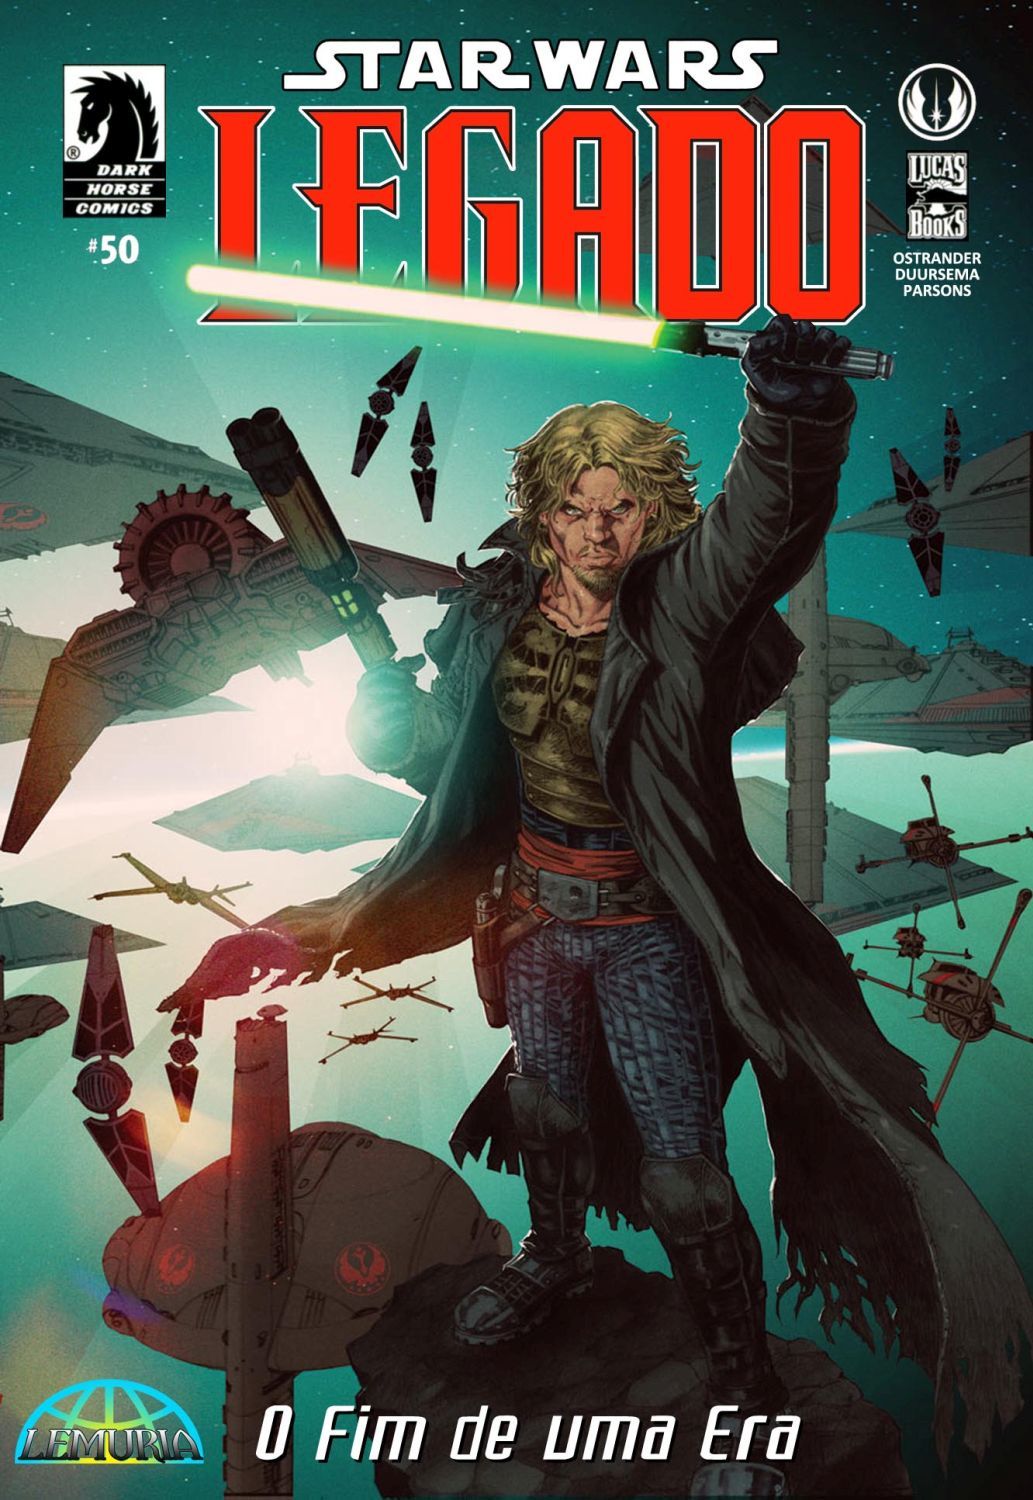 STAR WARS
LEGADO
®
DARK
HORSE
COMICS
#50
LUCAS
BOOKS
OSTRANDER
DUURSEMA
PARSONS
LEMURIA
O Fim de uma Era